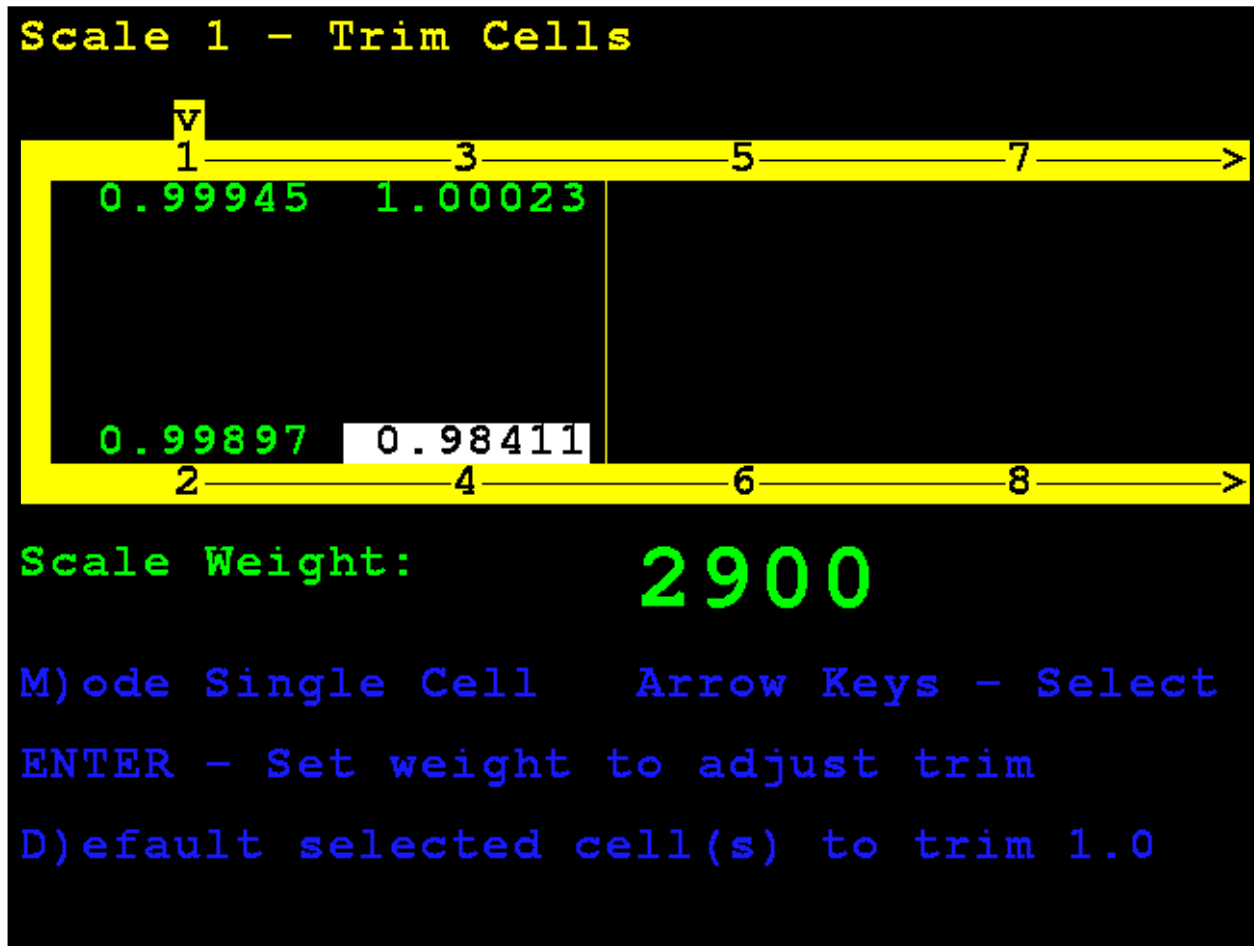 Scale 1 - Trim Cells
v
1 3 5 7 >
0.99945 1.00023
0.99897 0.98411
2 4 6 8 >
Scale Weight: 2900
M)ode Single Cell Arrow Keys - Select
ENTER - Set weight to adjust trim
D)efault selected cell(s) to trim 1.0